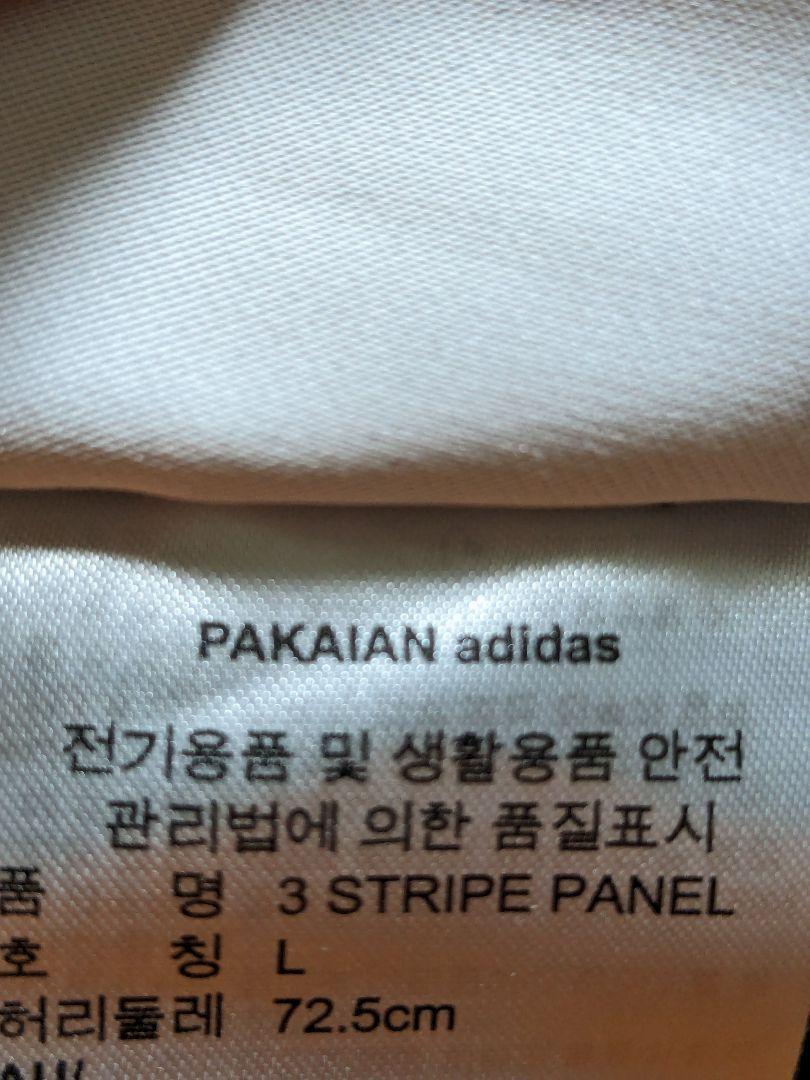 PAKAIAN adidas
전기용품 및 생활용품 안전
관리법에 의한 품질표시
품 명 3 STRIPE PANEL
호 칭 L
허리둘레 72.5cm